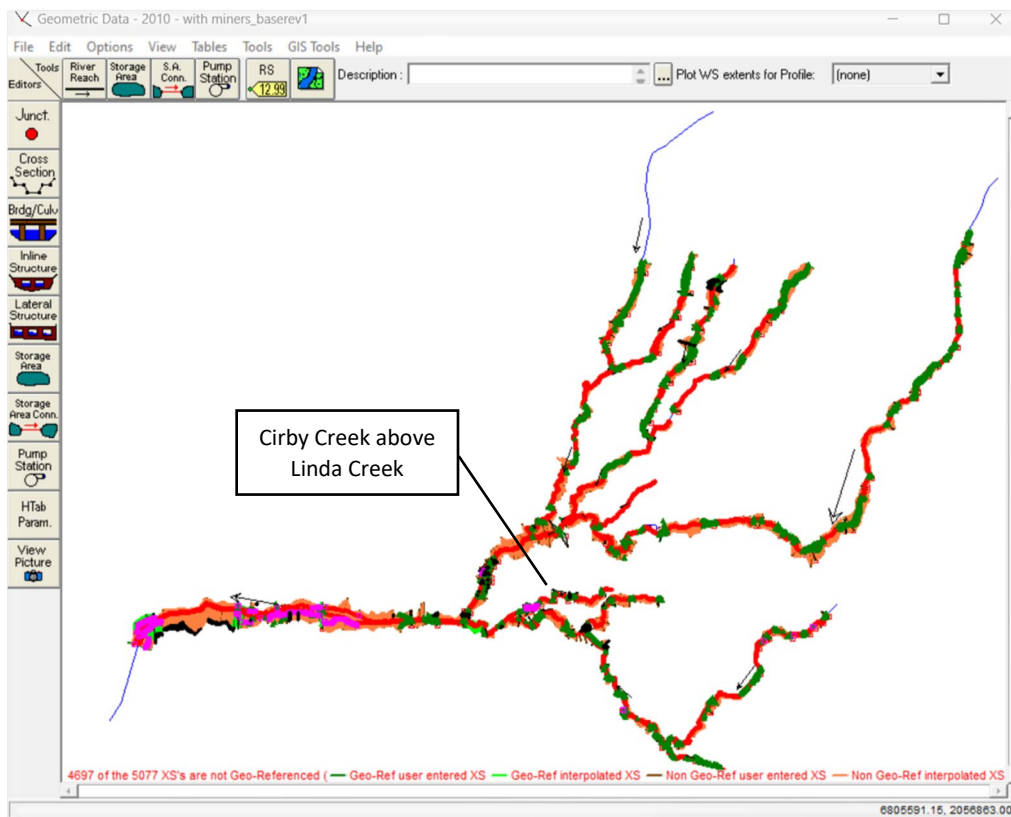 Geometric Data - 2010 - with miners_baserev1
File Edit Options View Tables Tools GIS Tools Help
Tools
Editors
River
Reach
Storage
Area
S.A.
Conn.
Pump
Station
RS
12.99
Description :
...
Plot WS extents for Profile:
(none)
Junct.
Cross
Section
Brdg/Culv
Inline
Structure
Lateral
Structure
Storage
Area
Storage
Area Conn.
Pump
Station
HTab
Param.
View
Picture
Cirby Creek above
Linda Creek
4697 of the 5077 XS's are not Geo-Referenced ( Geo-Ref user entered XS Geo-Ref interpolated XS Non Geo-Ref user entered XS Non Geo-Ref interpolated XS
6805591.15, 2056863.00